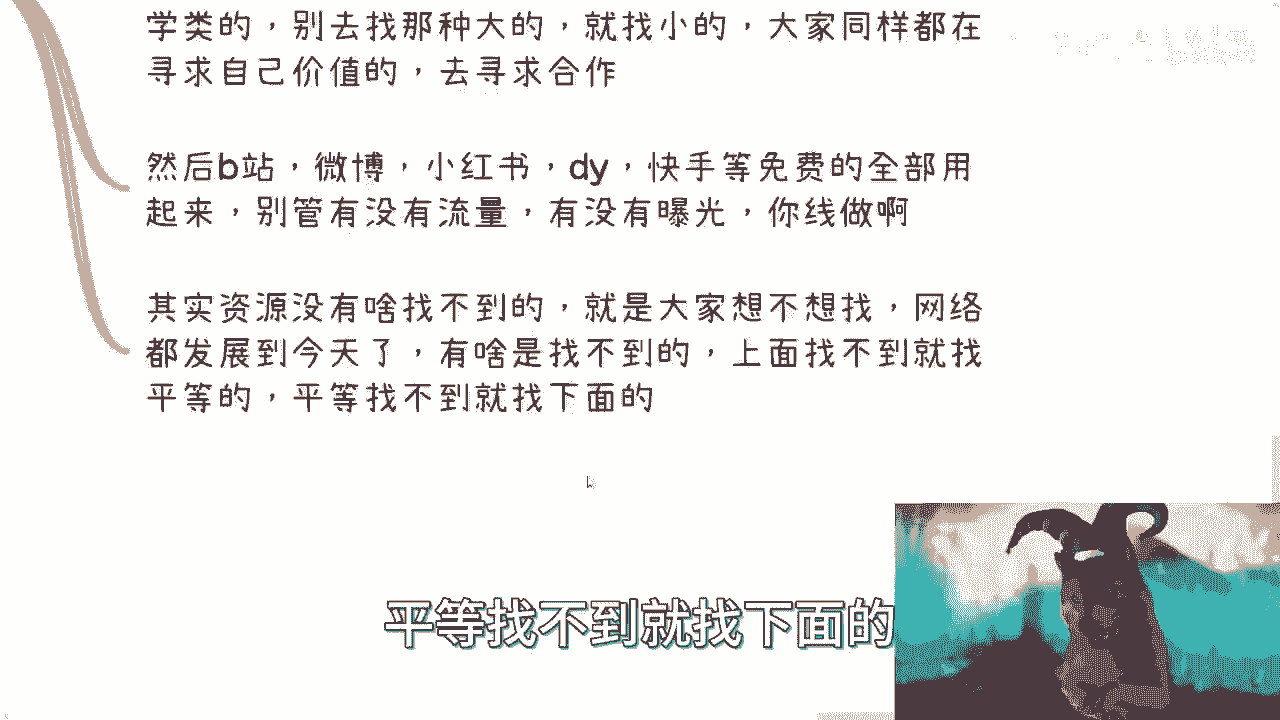 学类的，别去找那种大的，就找小的，大家同样都在
寻求自己价值的，去寻求合作
然后b站，微博，小红书，dy，快手等免费的全部用
起来，别管有没有流量，有没有曝光，你线做啊
其实资源没有啥找不到的，就是大家想不想找，网络
都发展到今天了，有啥是找不到的，上面找不到就找
平等的，平等找不到就找下面的
平等找不到就找下面的